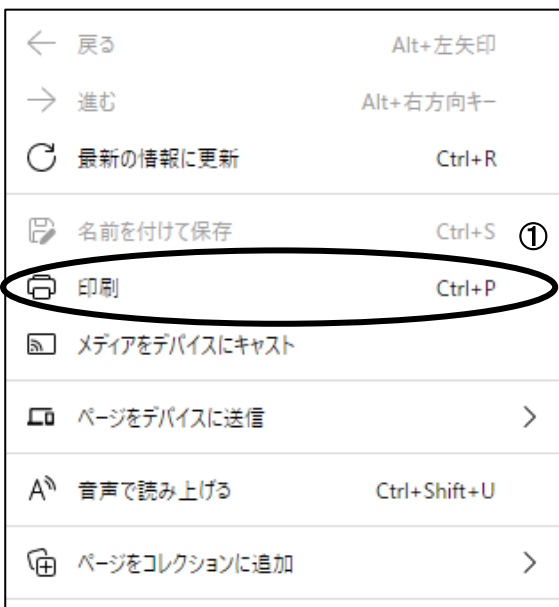 戻る Alt+左矢印
進む Alt+右方向キー
最新の情報に更新 Ctrl+R
名前を付けて保存 Ctrl+S ①
印刷 Ctrl+P
メディアをデバイスにキャスト
ページをデバイスに送信
音声で読み上げる Ctrl+Shift+U
ページをコレクションに追加